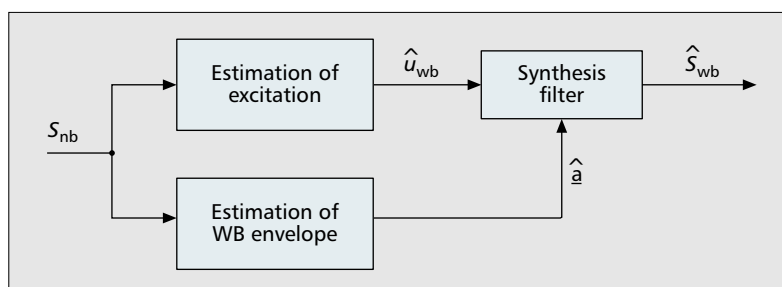 Estimation of
excitation
û_wb
Synthesis
filter
ŝ_wb
s_nb
â̲
Estimation of
WB envelope